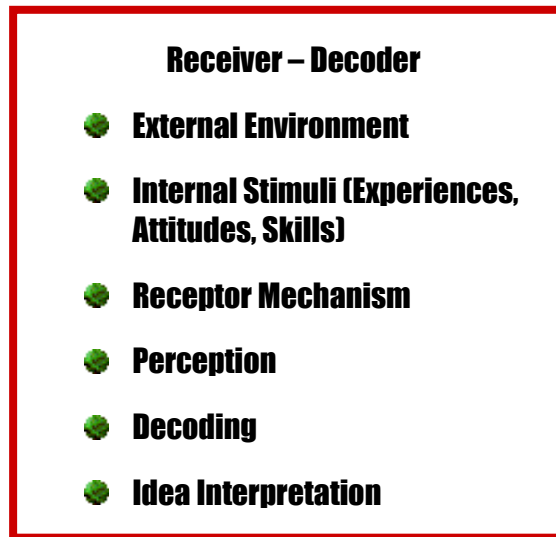 Receiver – Decoder
External Environment
Internal Stimuli (Experiences,
Attitudes, Skills)
Receptor Mechanism
Perception
Decoding
Idea Interpretation